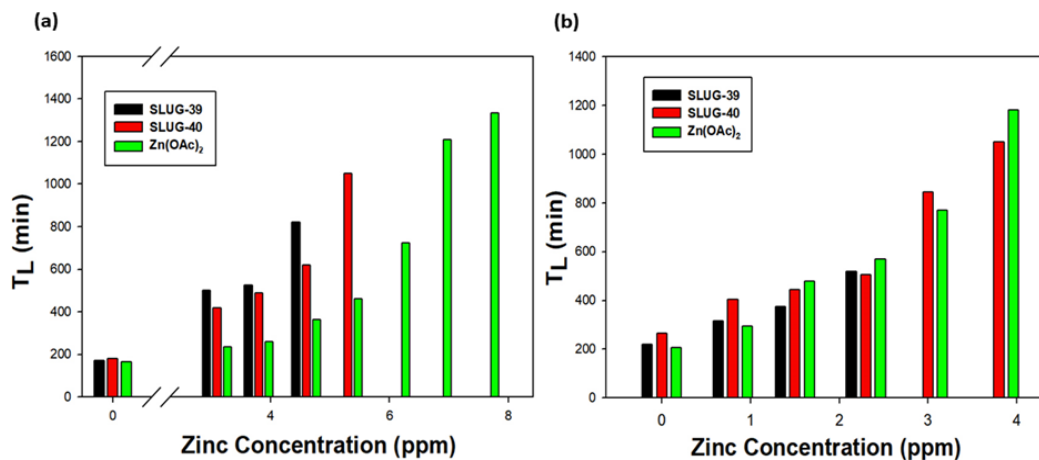 (a)
1600
1400
1200
1000
800
600
400
200
0
TL (min)
SLUG-39
SLUG-40
Zn(OAc)2
0 4 6 8
Zinc Concentration (ppm)
(b)
1400
1200
1000
800
600
400
200
0
TL (min)
SLUG-39
SLUG-40
Zn(OAc)2
0 1 2 3 4
Zinc Concentration (ppm)